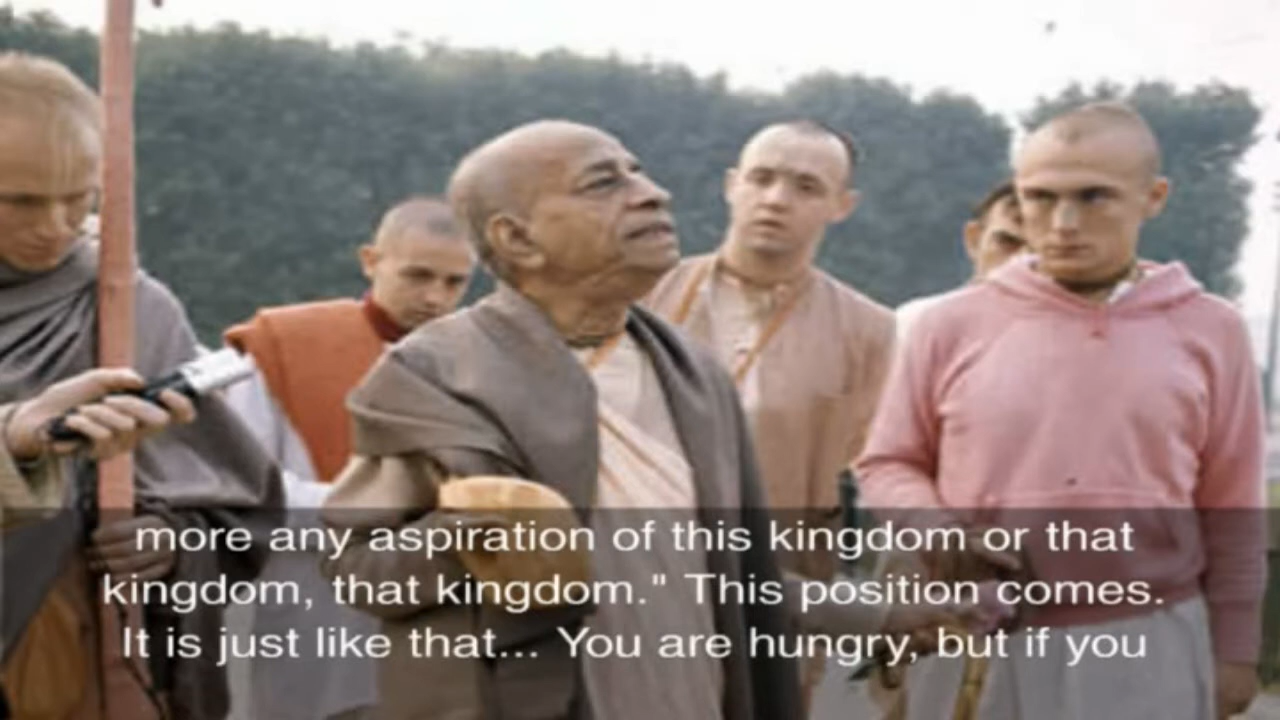 more any aspiration of this kingdom or that
kingdom, that kingdom." This position comes.
It is just like that... You are hungry, but if you